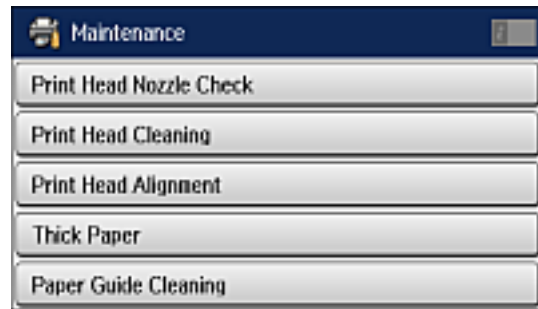 Maintenance
Print Head Nozzle Check
Print Head Cleaning
Print Head Alignment
Thick Paper
Paper Guide Cleaning